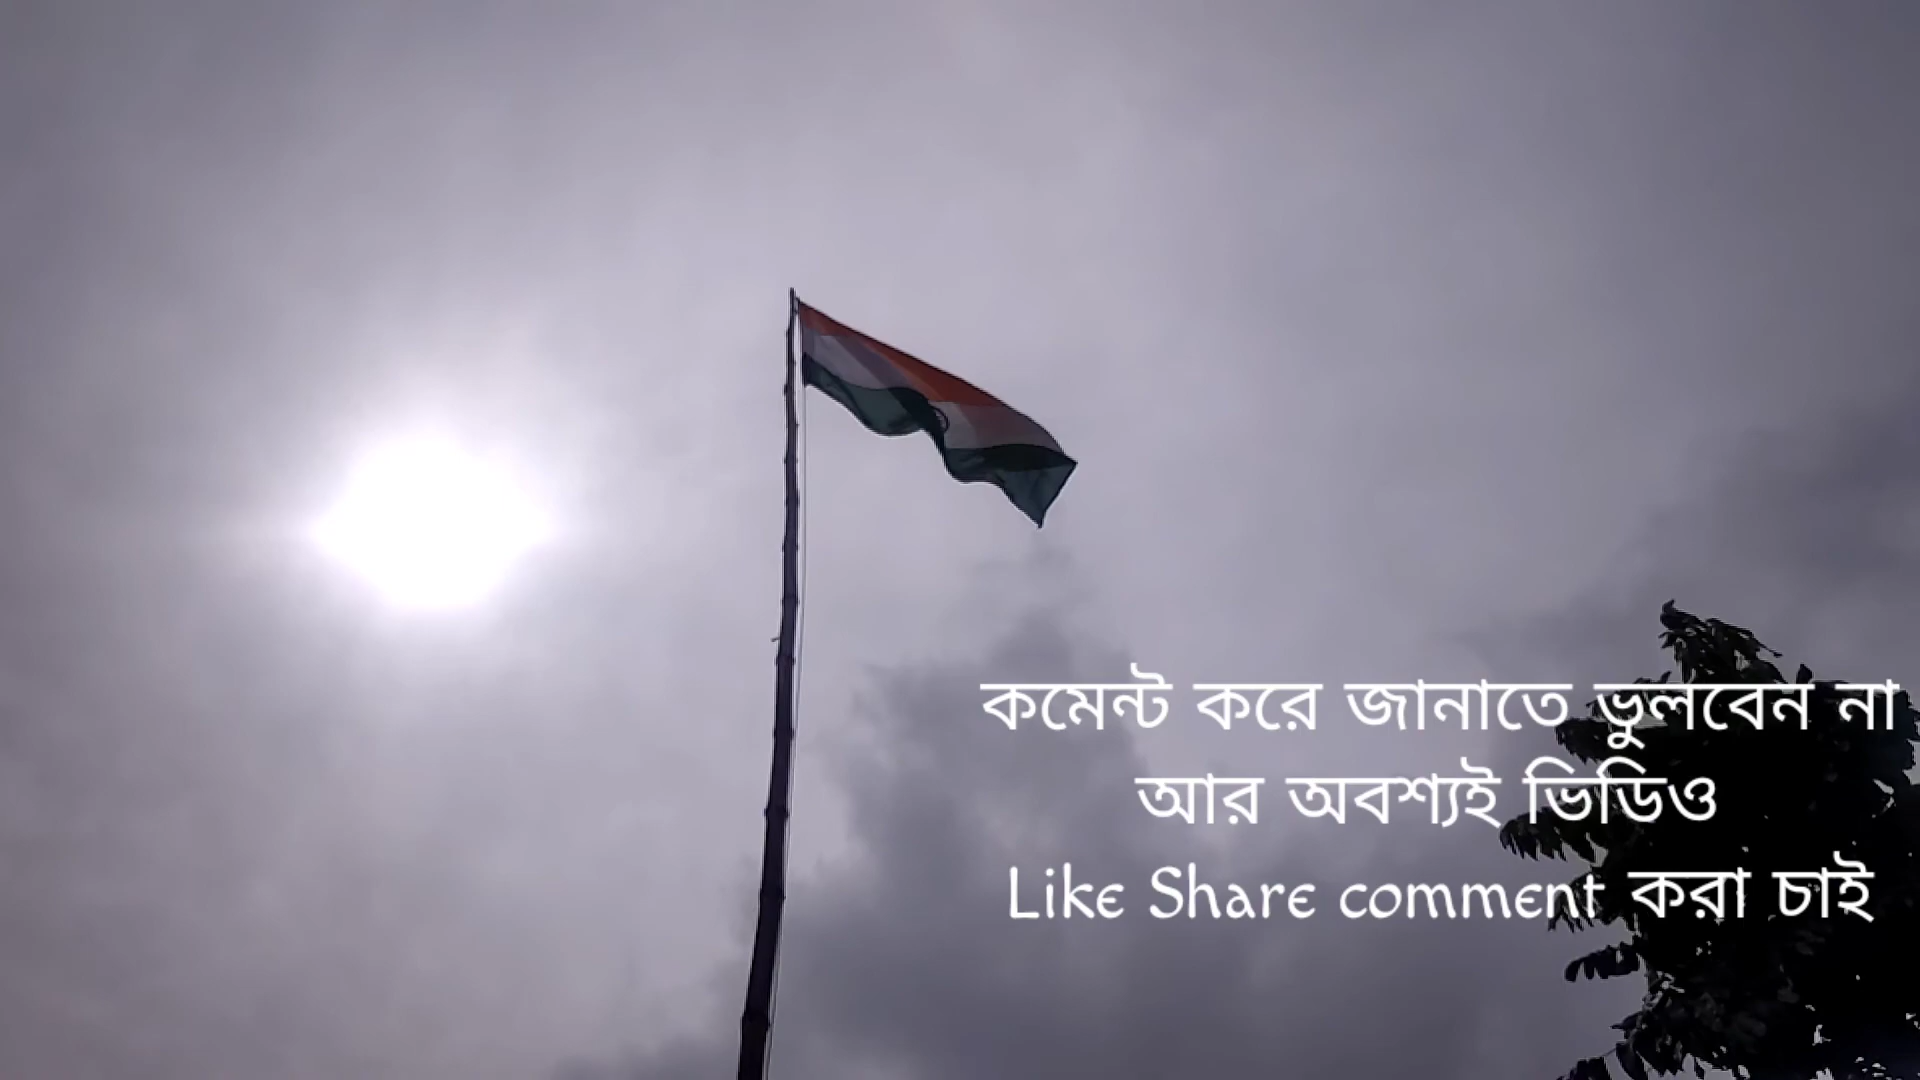 কমেন্ট করে জানাতে ভুলবেন না
আর অবশ্যই ভিডিও
Like Share comment করা চাই